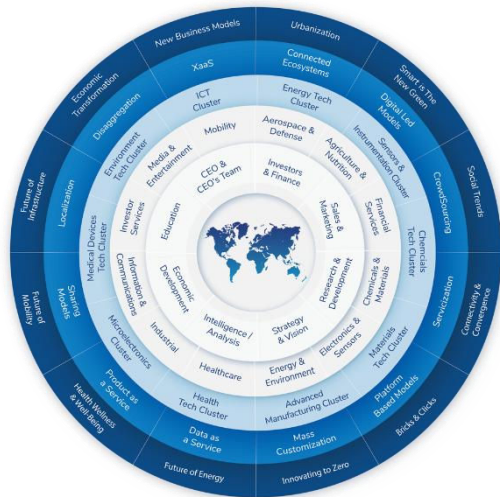 New Business Models
Urbanization
Smart is The
New Green
Social Trends
Connectivity &
Convergence
Bricks & Clicks
Innovating to Zero
Future of Energy
Health Wellness
& Well Being
Future of
Mobility
Future of
Infrastructure
Economic
Transformation
XaaS
Connected
Ecosystems
Digital Led
Models
CrowdSourcing
Servicization
Platform
Based Models
Mass
Customization
Data as
a Service
Product as
a Service
Sharing
Models
Localization
Disaggregation
ICT
Cluster
Energy Tech
Cluster
Sensors &
Instrumentation Cluster
Chemcials
Tech Cluster
Materials
Tech Cluster
Advanced
Manufacturing Cluster
Health
Tech Cluster
Microelectronics
Cluster
Medical Devices
Tech Cluster
Environment
Tech Cluster
Mobility
Aerospace &
Defense
Agriculture &
Nutrition
Financial
Services
Chemicals &
Materials
Electronics &
Sensors
Energy &
Environment
Healthcare
Industrial
Information &
Communications
Investor
Services
Education
Media &
Entertainment
CEO &
CEO's Team
Investors
& Finance
Sales &
Marketing
Research &
Development
Strategy
& Vision
Intelligence /
Analysis
Economic
Development